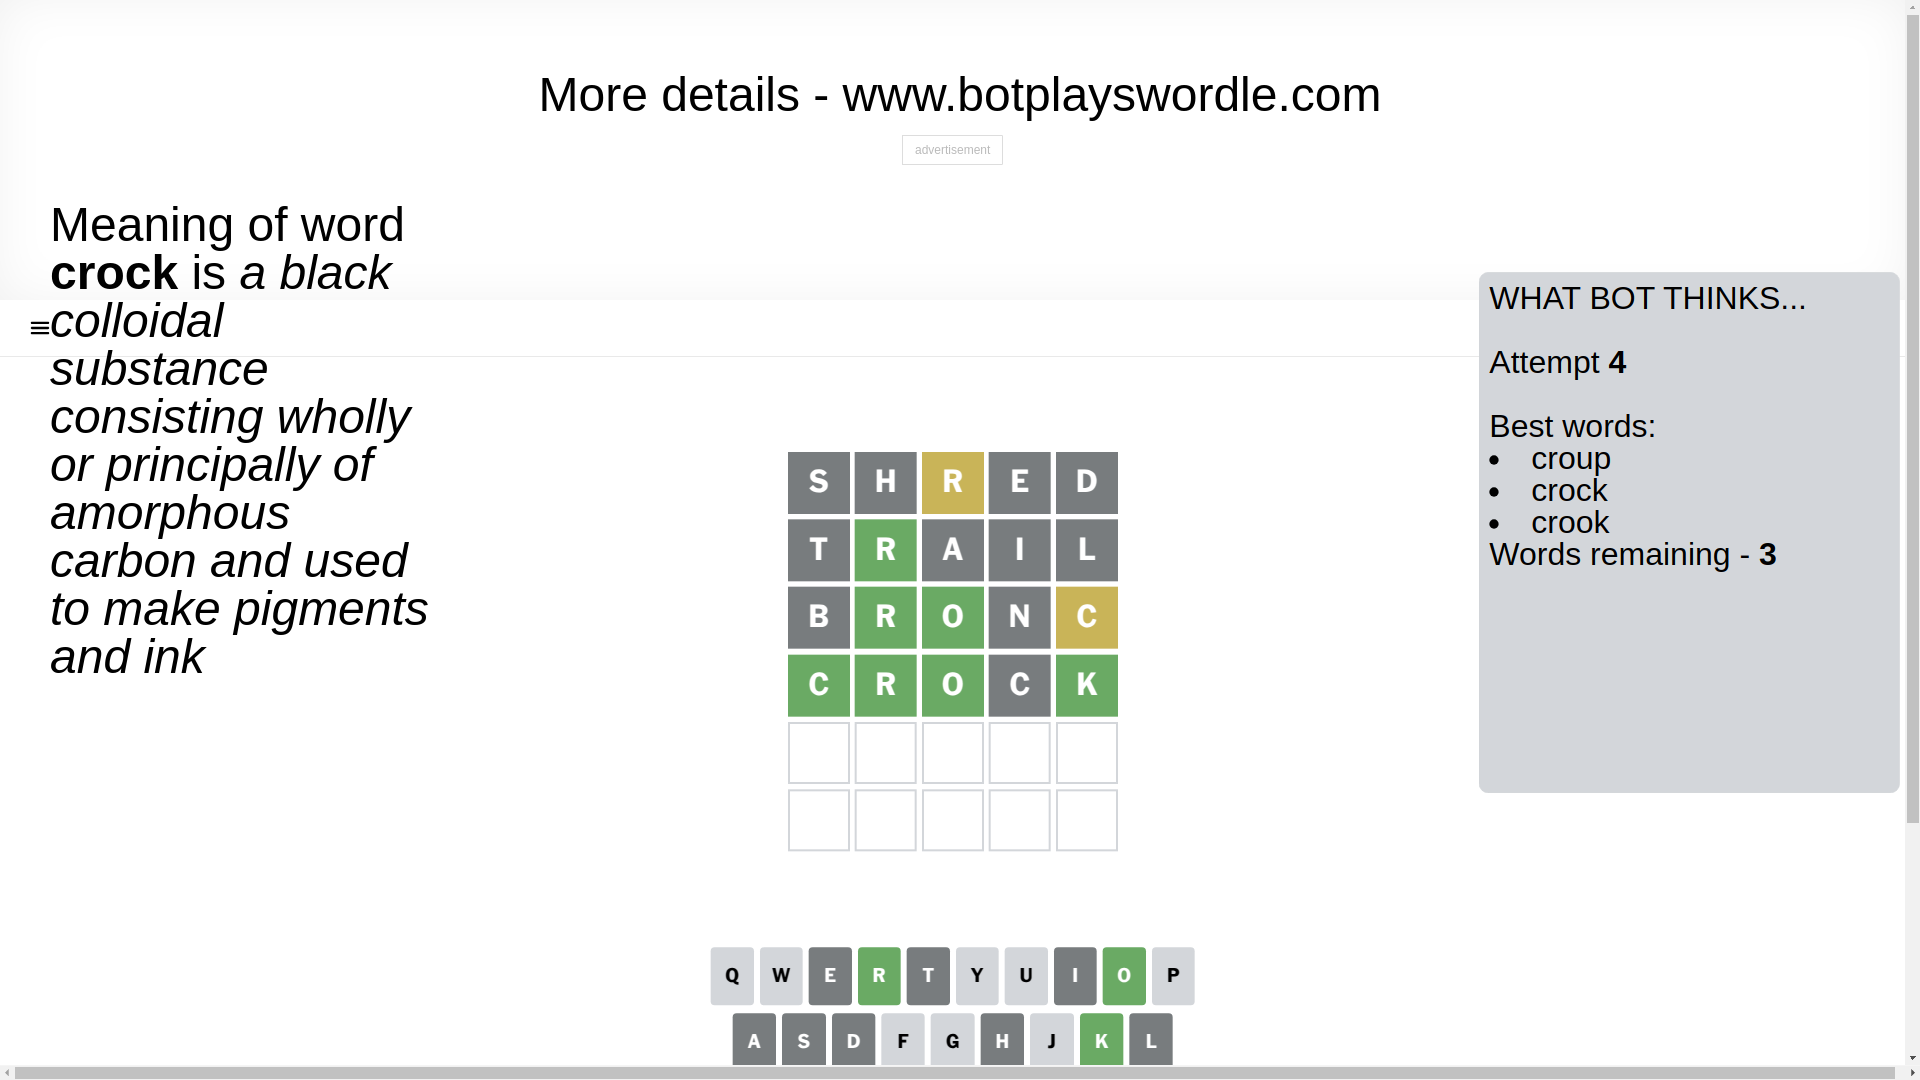 More details - www.botplayswordle.com
advertisement
Meaning of word
crock is a black
colloidal
substance
consisting wholly
or principally of
amorphous
carbon and used
to make pigments
and ink
WHAT BOT THINKS...
Attempt 4
Best words:
• croup
• crock
• crook
Words remaining - 3
S H R E D
T R A I L
B R O N C
C R O C K
Q W E R T Y U I O P
A S D F G H J K L